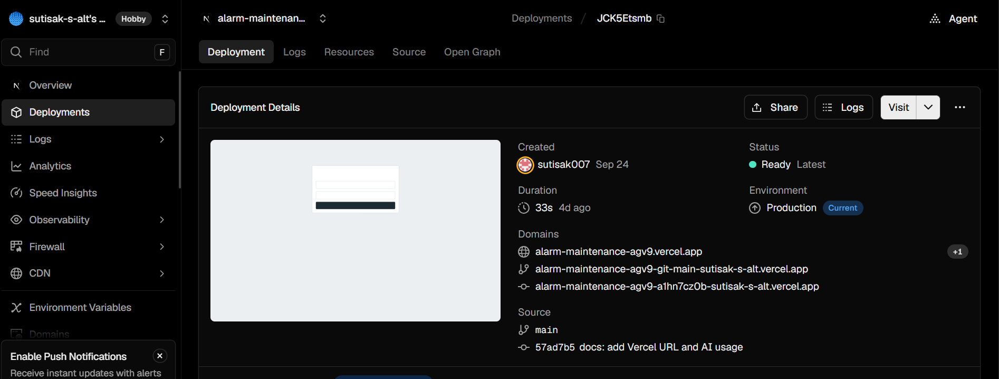 sutisak-s-alt's ... Hobby
Find F
Overview
Deployments
Logs
Analytics
Speed Insights
Observability
Firewall
CDN
Environment Variables
Domains
Enable Push Notifications
Receive instant updates with alerts
alarm-maintenan...
Deployments / JCK5Etsmb
Agent
Deployment Logs Resources Source Open Graph
Deployment Details
Share Logs Visit
Created
sutisak007 Sep 24
Status
Ready Latest
Duration
33s 4d ago
Environment
Production Current
Domains
alarm-maintenance-agv9.vercel.app +1
alarm-maintenance-agv9-git-main-sutisak-s-alt.vercel.app
alarm-maintenance-agv9-a1hn7cz0b-sutisak-s-alt.vercel.app
Source
main
57ad7b5 docs: add Vercel URL and AI usage